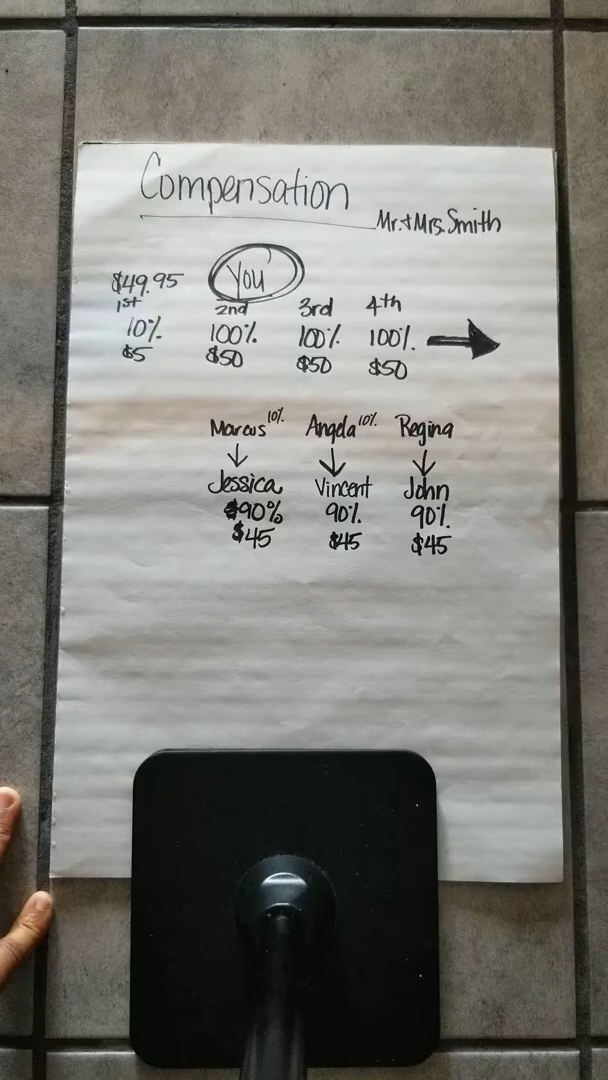 Compensation
Mr. + Mrs. Smith
$49.95 You
1st 2nd 3rd 4th
10% 100% 100% 100%
$5 $50 $50 $50
Marcus 10% Angela 10% Regina
Jessica Vincent John
$90% 90% 90%
$45 $45 $45